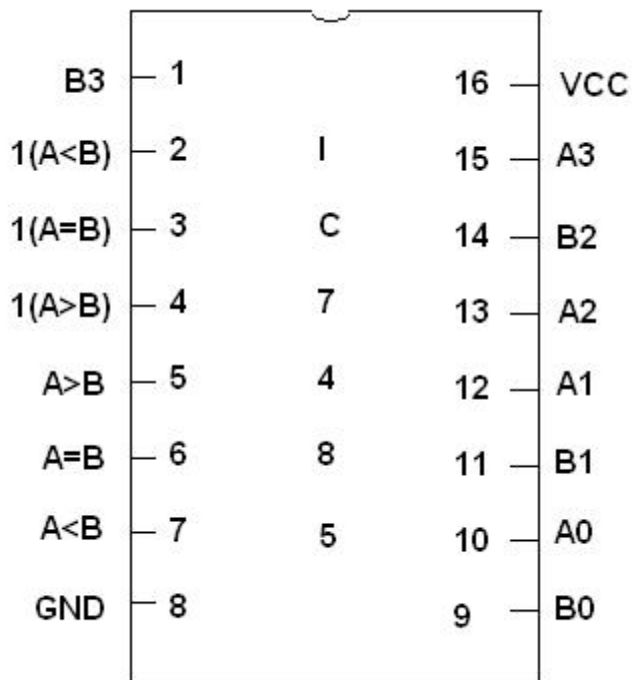 B3 1 16 VCC
1(A<B) 2 I 15 A3
1(A=B) 3 C 14 B2
1(A>B) 4 7 13 A2
A>B 5 4 12 A1
A=B 6 8 11 B1
A<B 7 5 10 A0
GND 8 9 B0